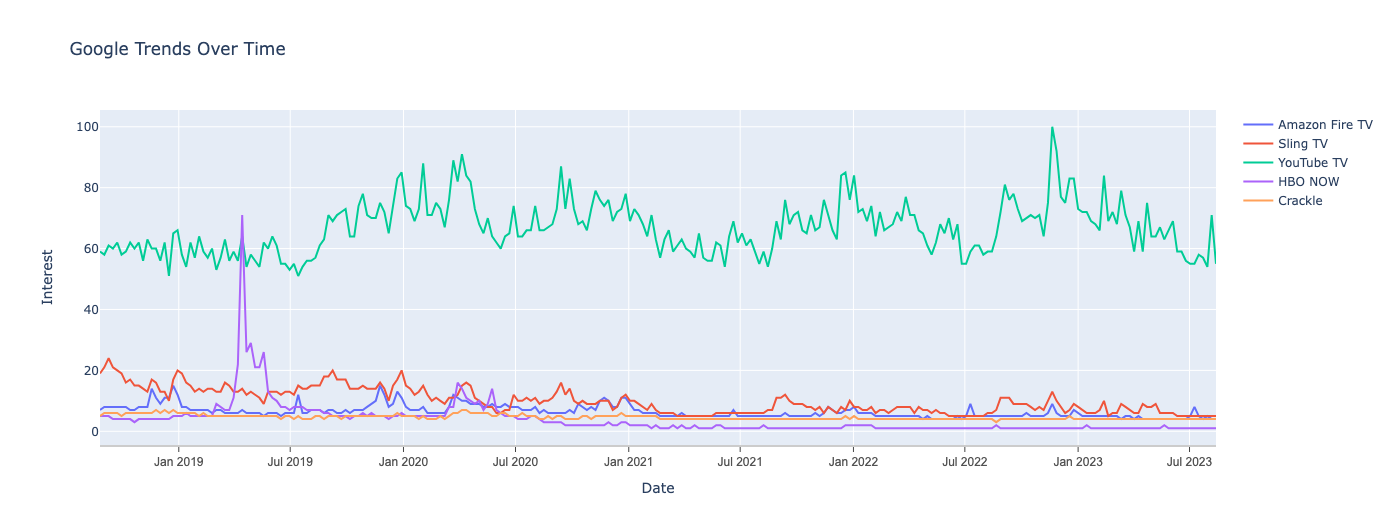 Google Trends Over Time
100
80
60
40
20
0
Interest
Jan 2019
Jul 2019
Jan 2020
Jul 2020
Jan 2021
Jul 2021
Jan 2022
Jul 2022
Jan 2023
Jul 2023
Date
Amazon Fire TV
Sling TV
YouTube TV
HBO NOW
Crackle